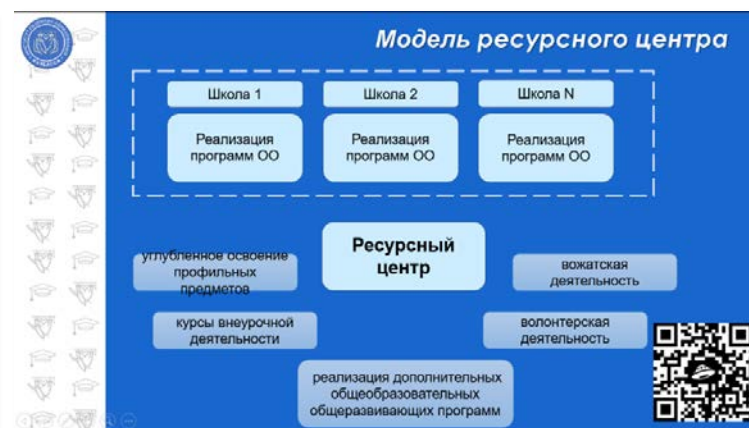 Модель ресурсного центра
Школа 1
Школа 2
Школа N
Реализация
программ ОО
Реализация
программ ОО
Реализация
программ ОО
Ресурсный
центр
углубленное освоение
профильных
предметов
вожатская
деятельность
курсы внеурочной
деятельности
волонтерская
деятельность
реализация дополнительных
общеобразовательных
общеразвивающих программ